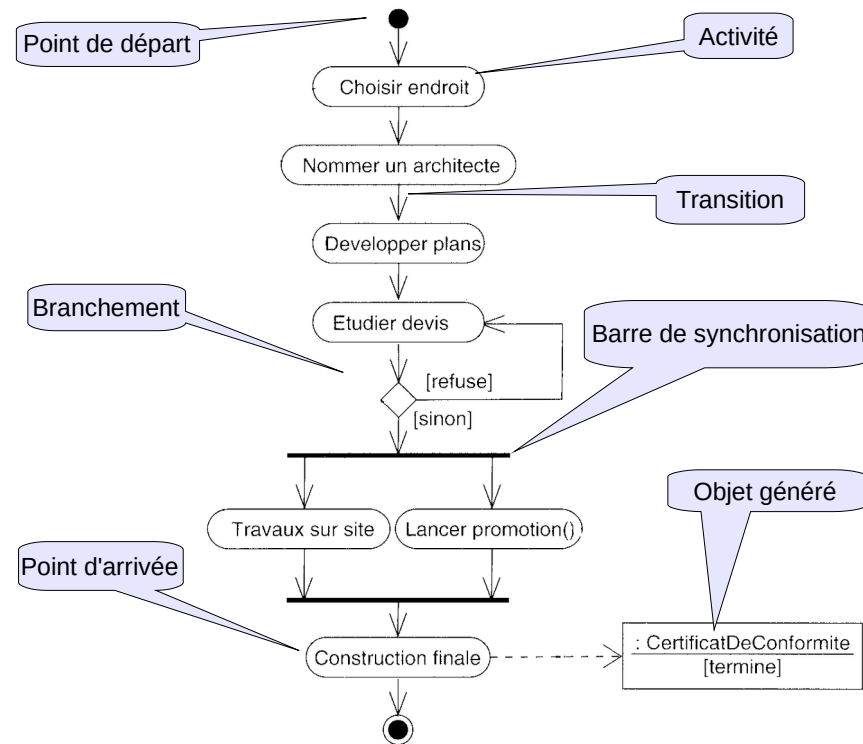 Point de départ
Activité
Choisir endroit
Nommer un architecte
Transition
Developper plans
Branchement
Etudier devis
Barre de synchronisation
[refuse]
[sinon]
Objet généré
Travaux sur site
Lancer promotion()
Point d'arrivée
: CertificatDeConformite
Construction finale
[termine]